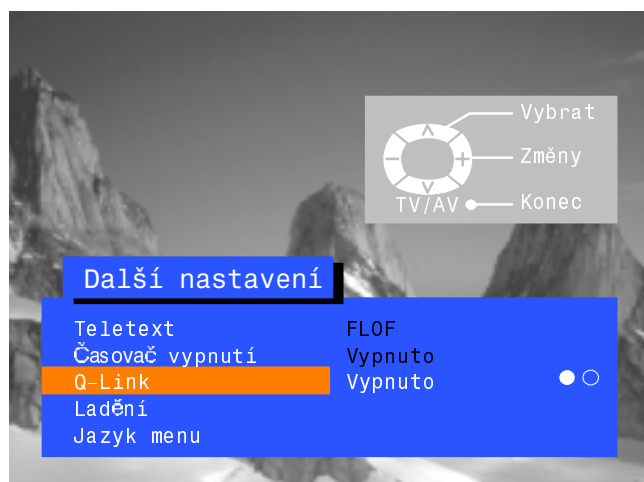 Vybrat
Změny
TV/AV Konec
Další nastavení
Teletext FLOF
Časovač vypnutí Vypnuto
Q-Link Vypnuto
Ladění
Jazyk menu